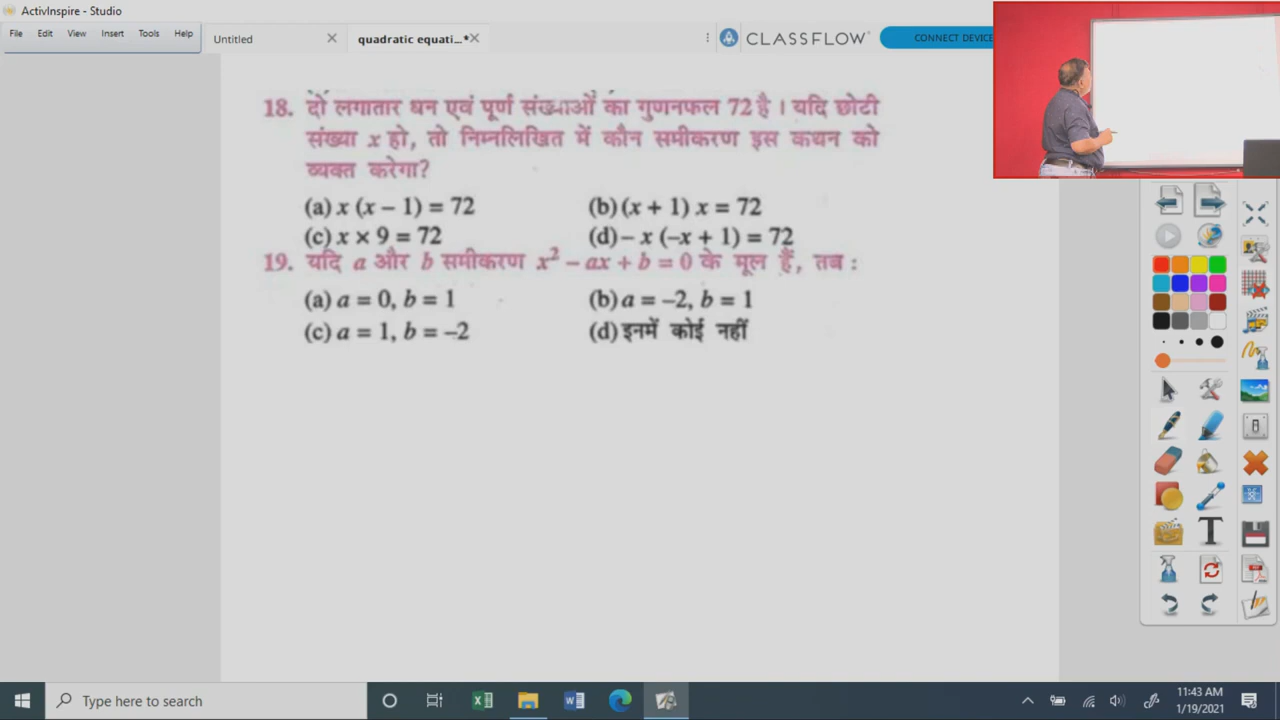 ActivInspire - Studio
File Edit View Insert Tools Help
Untitled
quadratic equati...*
CLASSFLOW
CONNECT DEVICE
18. दो लगातार धन एवं पूर्ण संख्याओं का गुणनफल 72 है । यदि छोटी
संख्या x हो, तो निम्नलिखित में कौन समीकरण इस कथन को
व्यक्त करेगा?
(a) x (x – 1) = 72 (b) (x + 1) x = 72
(c) x × 9 = 72 (d) – x (–x + 1) = 72
19. यदि a और b समीकरण x² – ax + b = 0 के मूल हैं, तब :
(a) a = 0, b = 1 (b) a = –2, b = 1
(c) a = 1, b = –2 (d) इनमें कोई नहीं
T
Type here to search
11:43 AM
1/19/2021